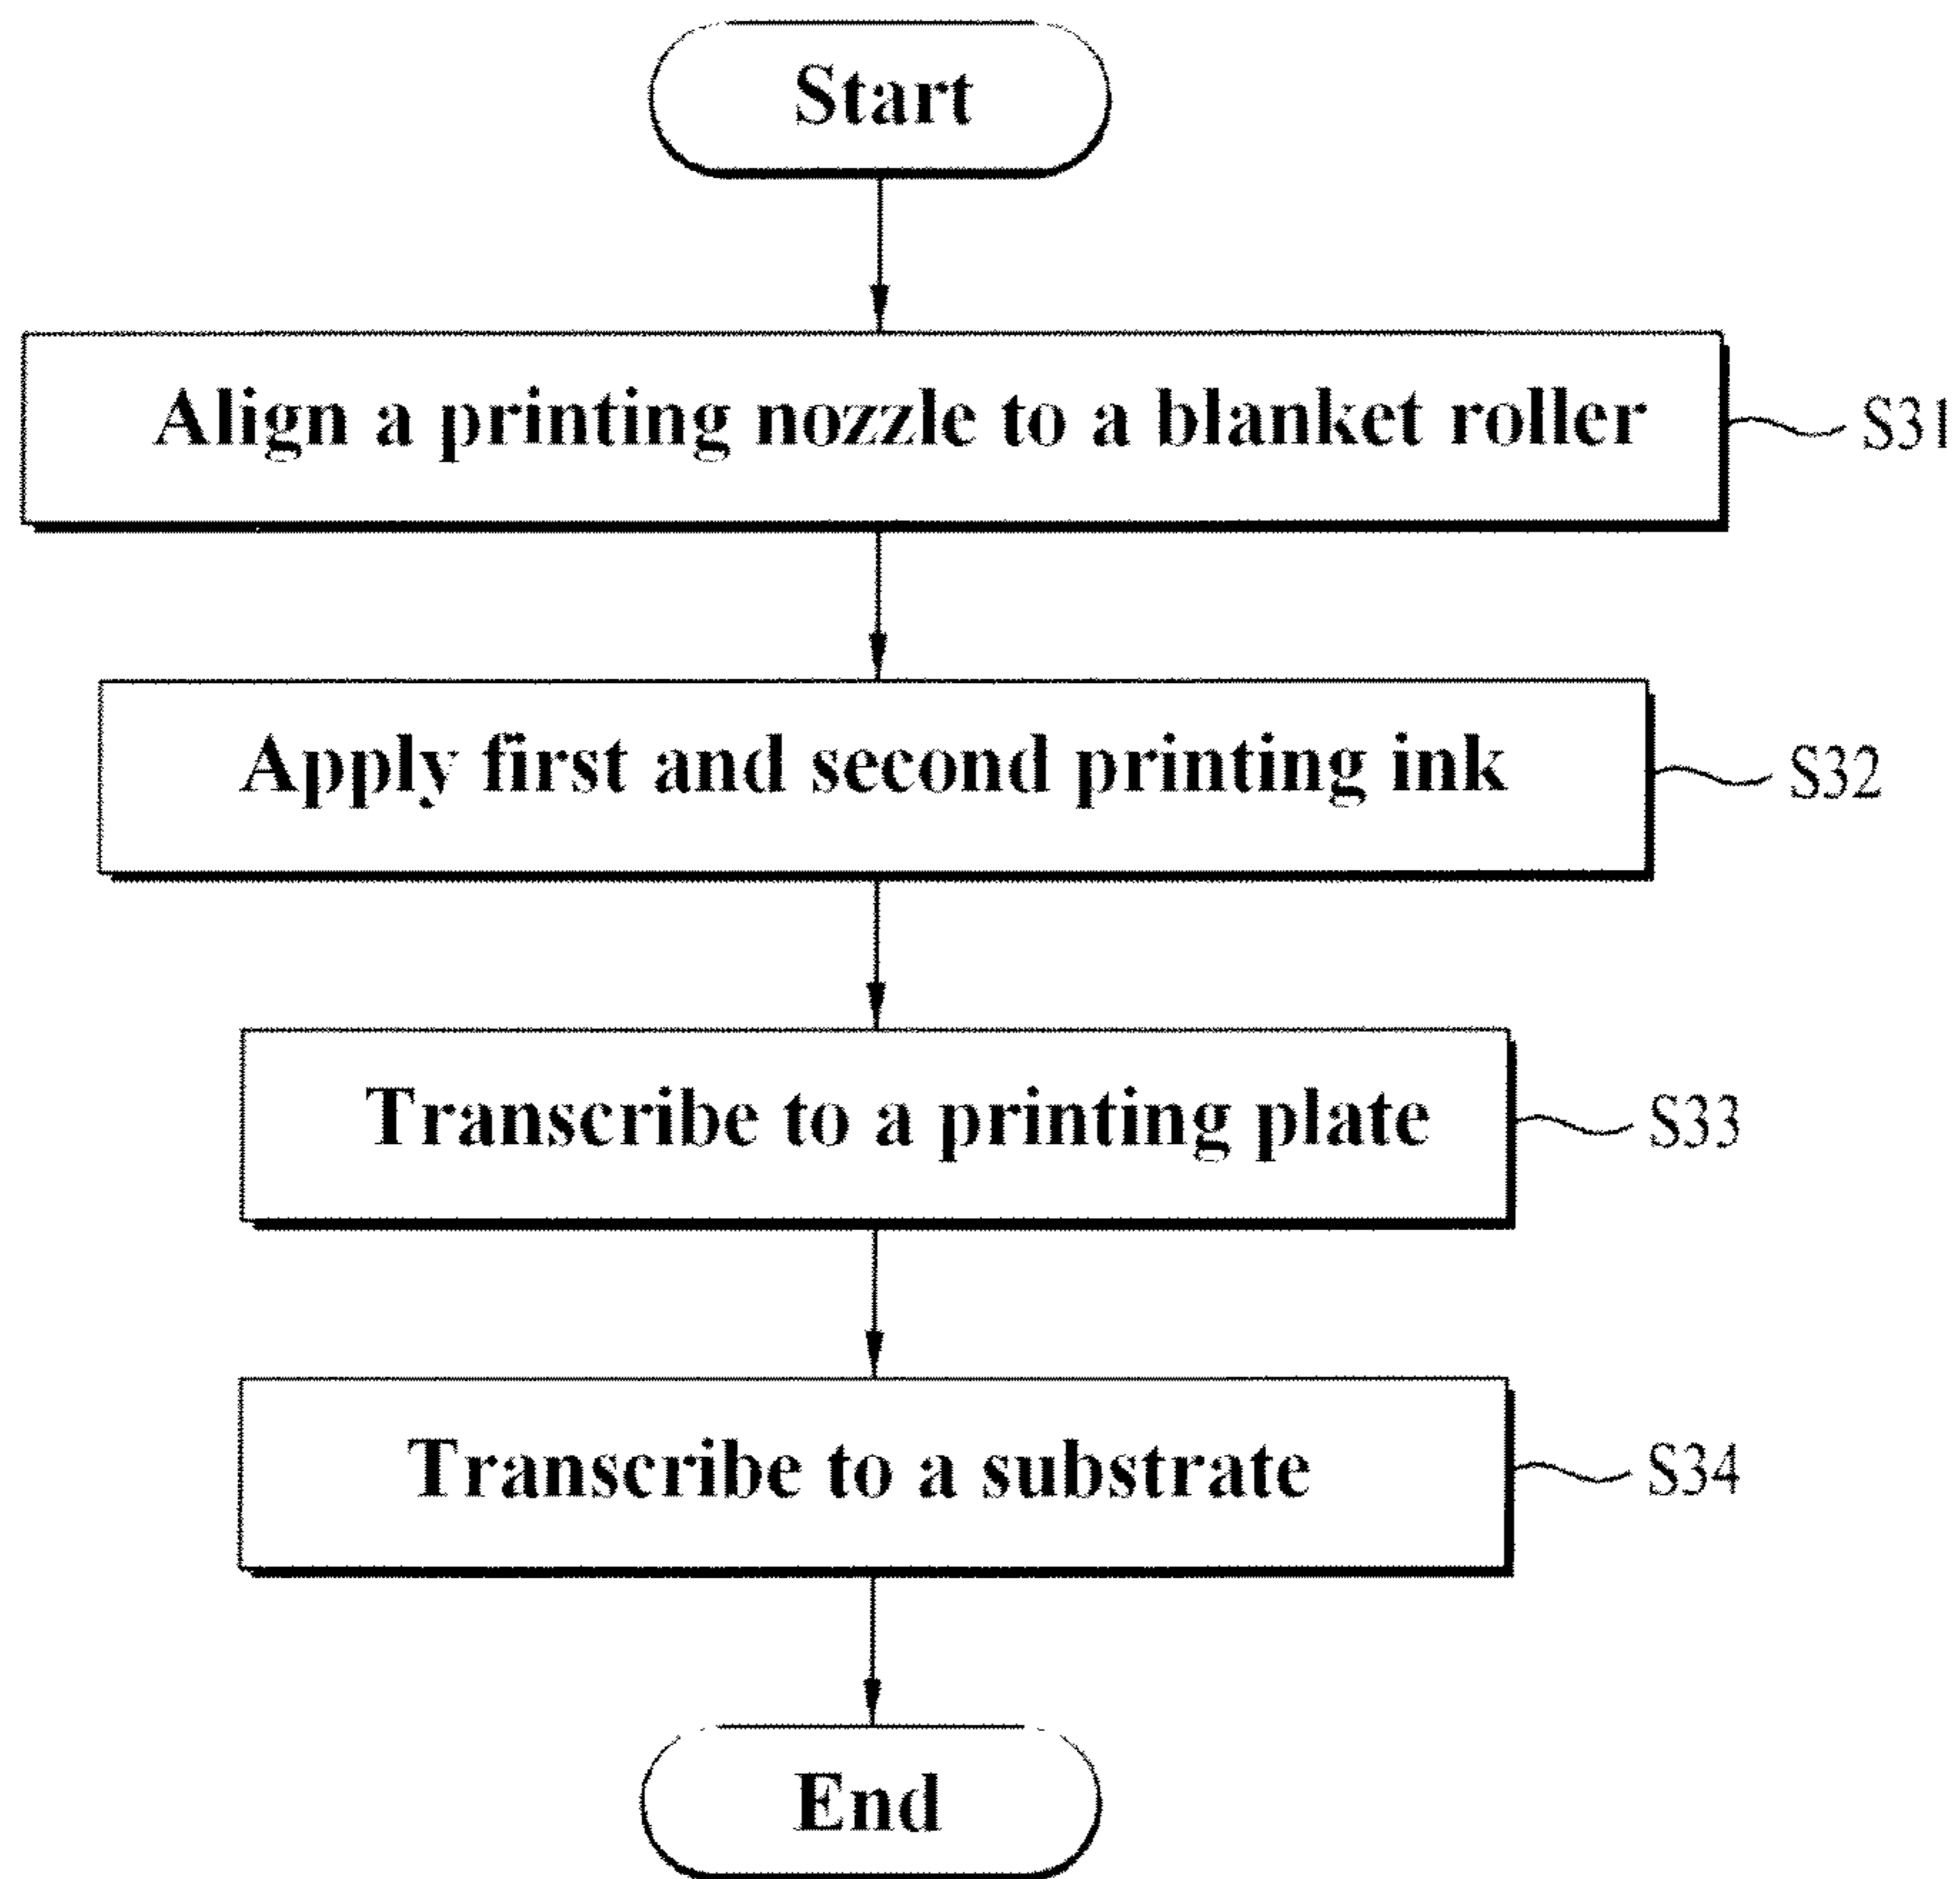 Start
Align a printing nozzle to a blanket roller
S31
Apply first and second printing ink
S32
Transcribe to a printing plate
S33
Transcribe to a substrate
S34
End